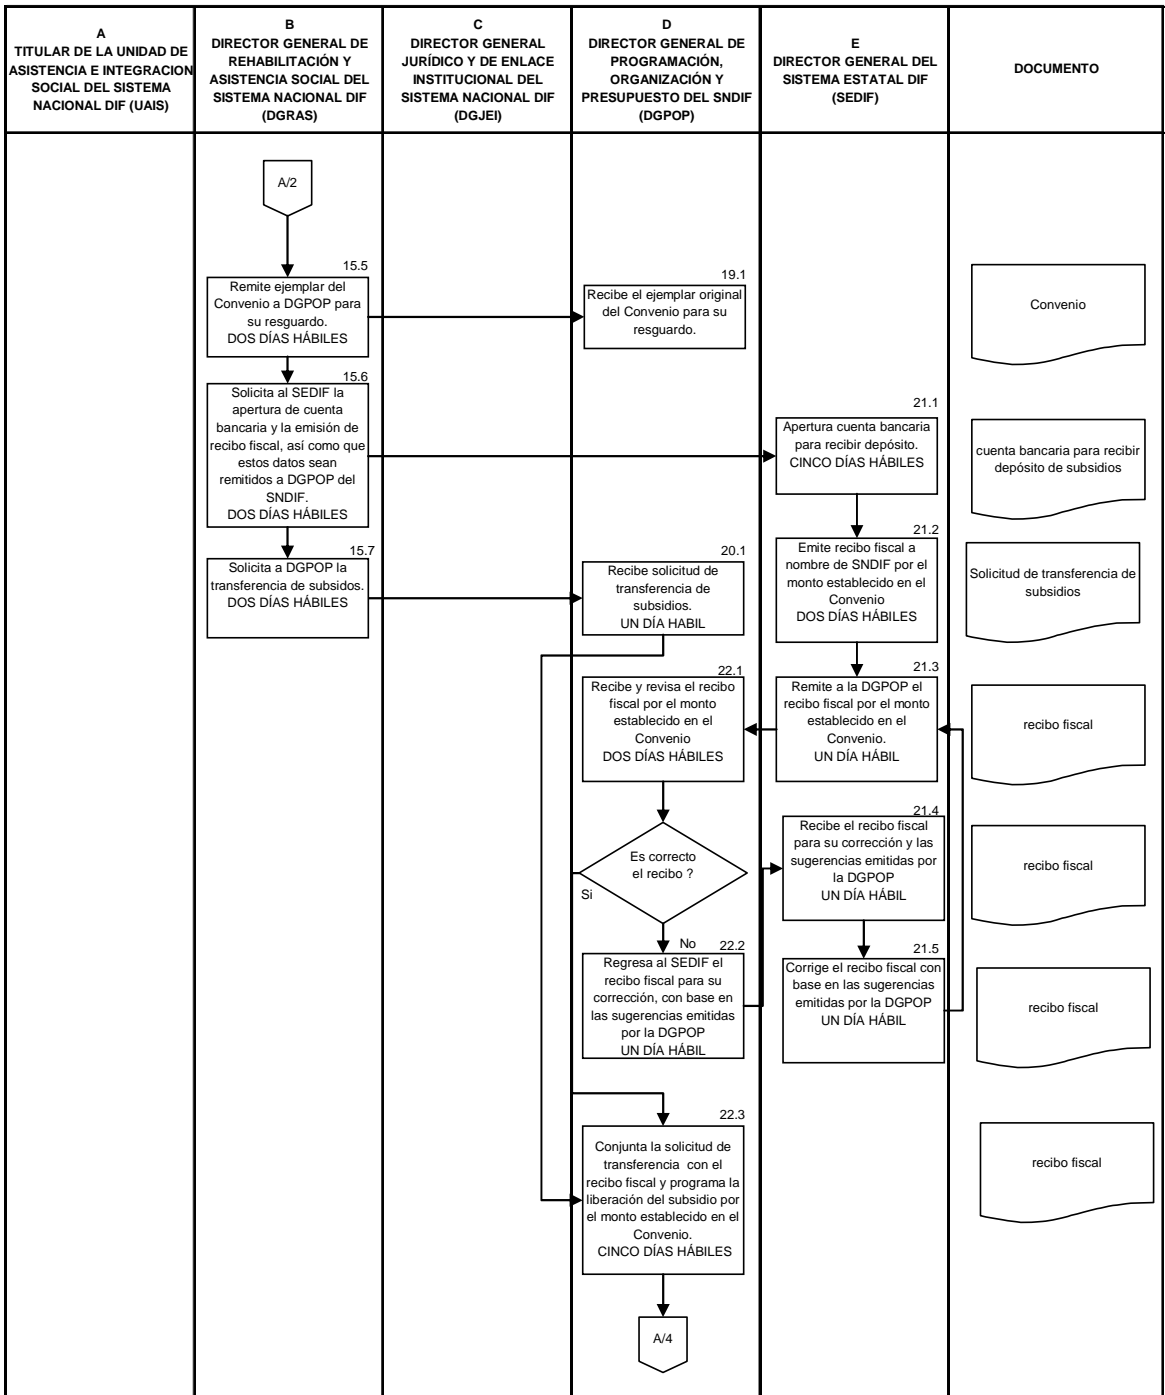 A
TITULAR DE LA UNIDAD DE
ASISTENCIA E INTEGRACION
SOCIAL DEL SISTEMA
NACIONAL DIF (UAIS)
B
DIRECTOR GENERAL DE
REHABILITACIÓN Y
ASISTENCIA SOCIAL DEL
SISTEMA NACIONAL DIF
(DGRAS)
C
DIRECTOR GENERAL
JURÍDICO Y DE ENLACE
INSTITUCIONAL DEL
SISTEMA NACIONAL DIF
(DGJEI)
D
DIRECTOR GENERAL DE
PROGRAMACIÓN,
ORGANIZACIÓN Y
PRESUPUESTO DEL SNDIF
(DGPOP)
E
DIRECTOR GENERAL DEL
SISTEMA ESTATAL DIF
(SEDIF)
DOCUMENTO
A/2
15.5
Remite ejemplar del
Convenio a DGPOP para
su resguardo.
DOS DÍAS HÁBILES
19.1
Recibe el ejemplar original
del Convenio para su
resguardo.
Convenio
15.6
Solicita al SEDIF la
apertura de cuenta
bancaria y la emisión de
recibo fiscal, así como que
estos datos sean
remitidos a DGPOP del
SNDIF.
DOS DÍAS HÁBILES
21.1
Apertura cuenta bancaria
para recibir depósito.
CINCO DÍAS HÁBILES
cuenta bancaria para recibir
depósito de subsidios
15.7
Solicita a DGPOP la
transferencia de subsidos.
DOS DÍAS HÁBILES
20.1
Recibe solicitud de
transferencia de
subsidios.
UN DÍA HABIL
21.2
Emite recibo fiscal a
nombre de SNDIF por el
monto establecido en el
Convenio
DOS DÍAS HÁBILES
Solicitud de transferencia de
subsidios
22.1
Recibe y revisa el recibo
fiscal por el monto
establecido en el
Convenio
DOS DÍAS HÁBILES
21.3
Remite a la DGPOP el
recibo fiscal por el monto
establecido en el
Convenio.
UN DÍA HÁBIL
recibo fiscal
Es correcto
el recibo ?
Si
No
21.4
Recibe el recibo fiscal
para su corrección y las
sugerencias emitidas por
la DGPOP
UN DÍA HÁBIL
recibo fiscal
22.2
Regresa al SEDIF el
recibo fiscal para su
corrección, con base en
las sugerencias emitidas
por la DGPOP
UN DÍA HÁBIL
21.5
Corrige el recibo fiscal con
base en las sugerencias
emitidas por la DGPOP
UN DÍA HÁBIL
recibo fiscal
22.3
Conjunta la solicitud de
transferencia con el
recibo fiscal y programa la
liberación del subsidio por
el monto establecido en el
Convenio.
CINCO DÍAS HÁBILES
recibo fiscal
A/4